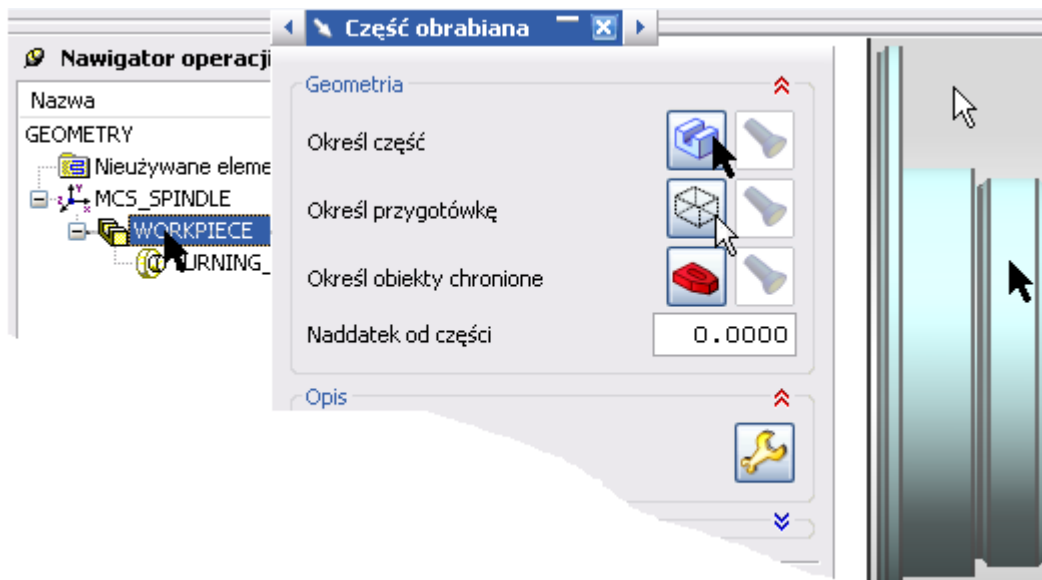 Część obrabiana
Nawigator operacji
Nazwa
GEOMETRY
Nieużywane eleme
MCS_SPINDLE
WORKPIECE
URNING_
Geometria
Określ część
Określ przygotówkę
Określ obiekty chronione
Naddatek od części
0.0000
Opis